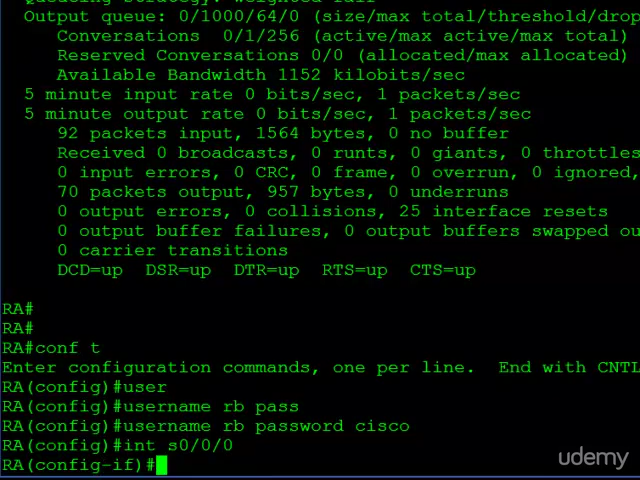 Output queue: 0/1000/64/0 (size/max total/threshold/drop
Conversations 0/1/256 (active/max active/max total)
Reserved Conversations 0/0 (allocated/max allocated)
Available Bandwidth 1152 kilobits/sec
5 minute input rate 0 bits/sec, 1 packets/sec
5 minute output rate 0 bits/sec, 1 packets/sec
92 packets input, 1564 bytes, 0 no buffer
Received 0 broadcasts, 0 runts, 0 giants, 0 throttles
0 input errors, 0 CRC, 0 frame, 0 overrun, 0 ignored,
70 packets output, 957 bytes, 0 underruns
0 output errors, 0 collisions, 25 interface resets
0 output buffer failures, 0 output buffers swapped ou
0 carrier transitions
DCD=up DSR=up DTR=up RTS=up CTS=up
RA#
RA#
RA#conf t
Enter configuration commands, one per line. End with CNTL
RA(config)#user
RA(config)#username rb pass
RA(config)#username rb password cisco
RA(config)#int s0/0/0
RA(config-if)#
udemy